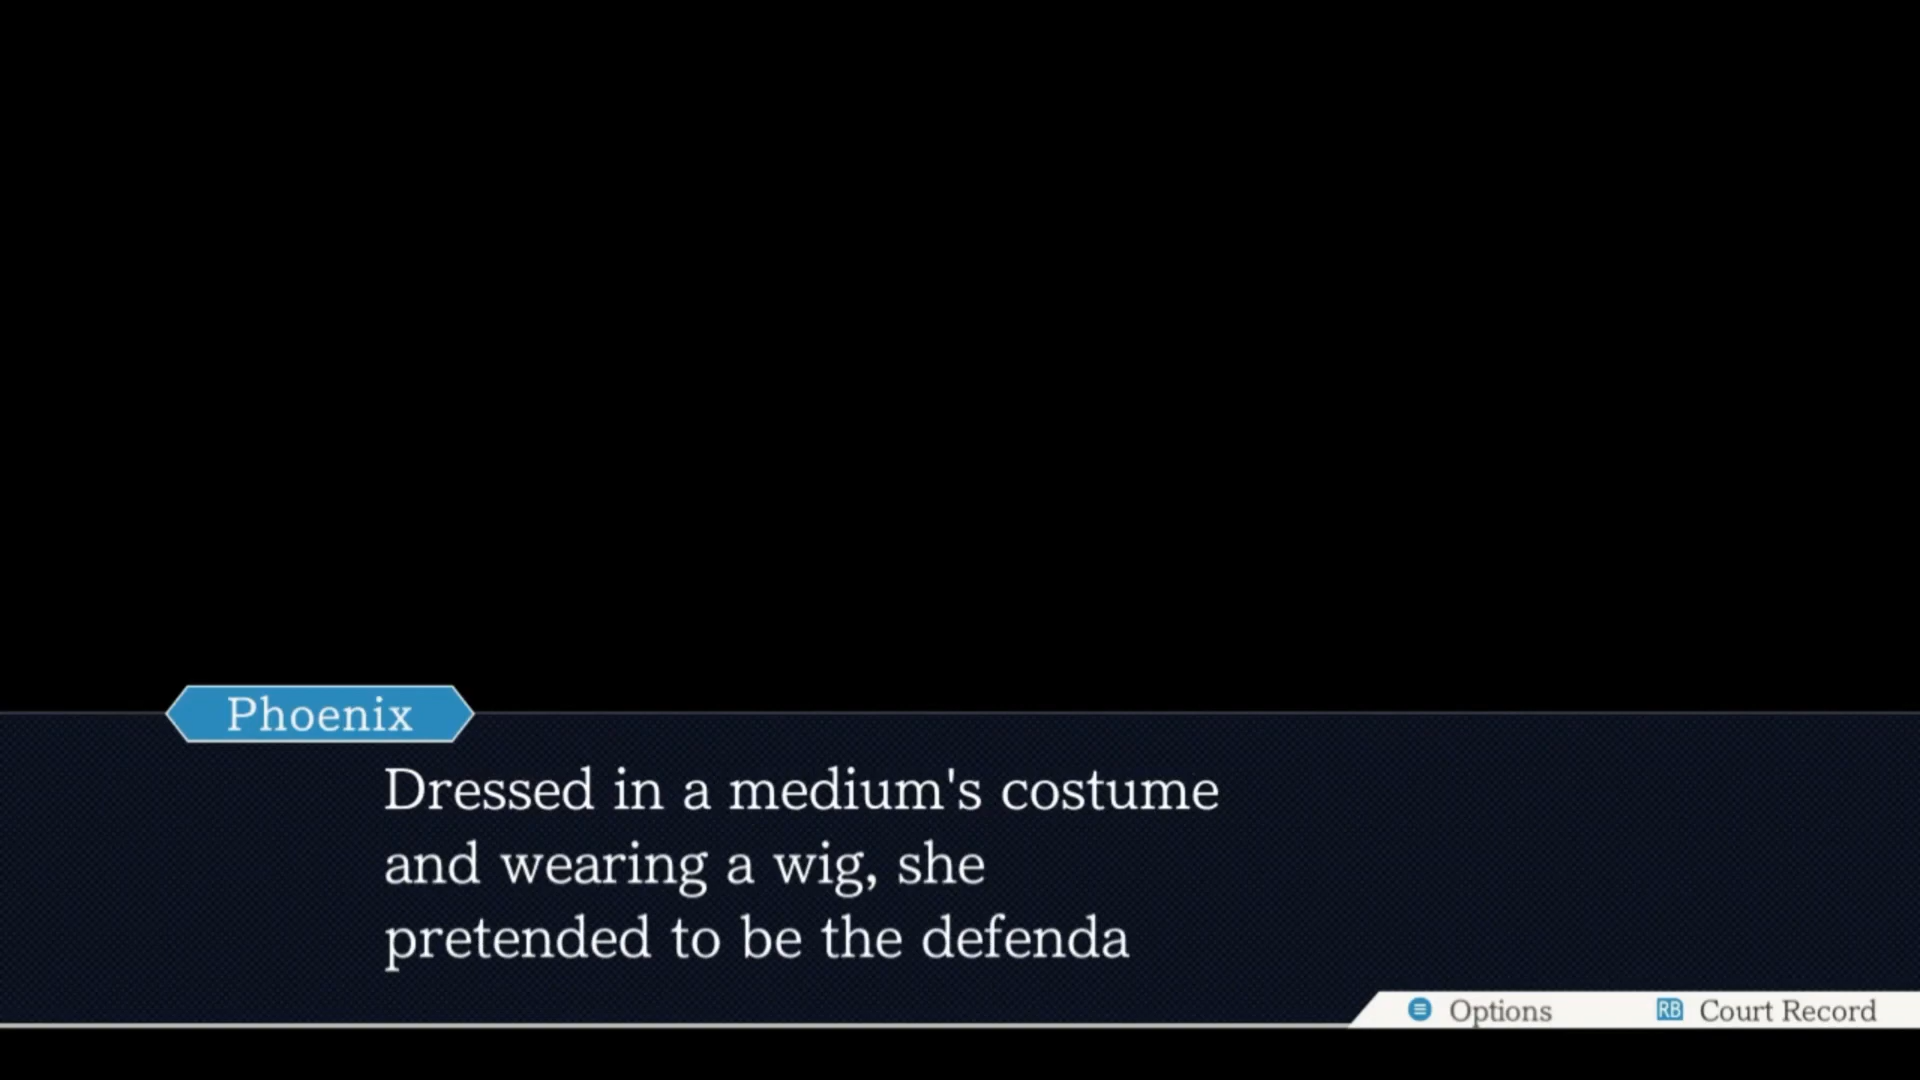 Phoenix
Dressed in a medium's costume
and wearing a wig, she
pretended to be the defenda
Options
RB Court Record